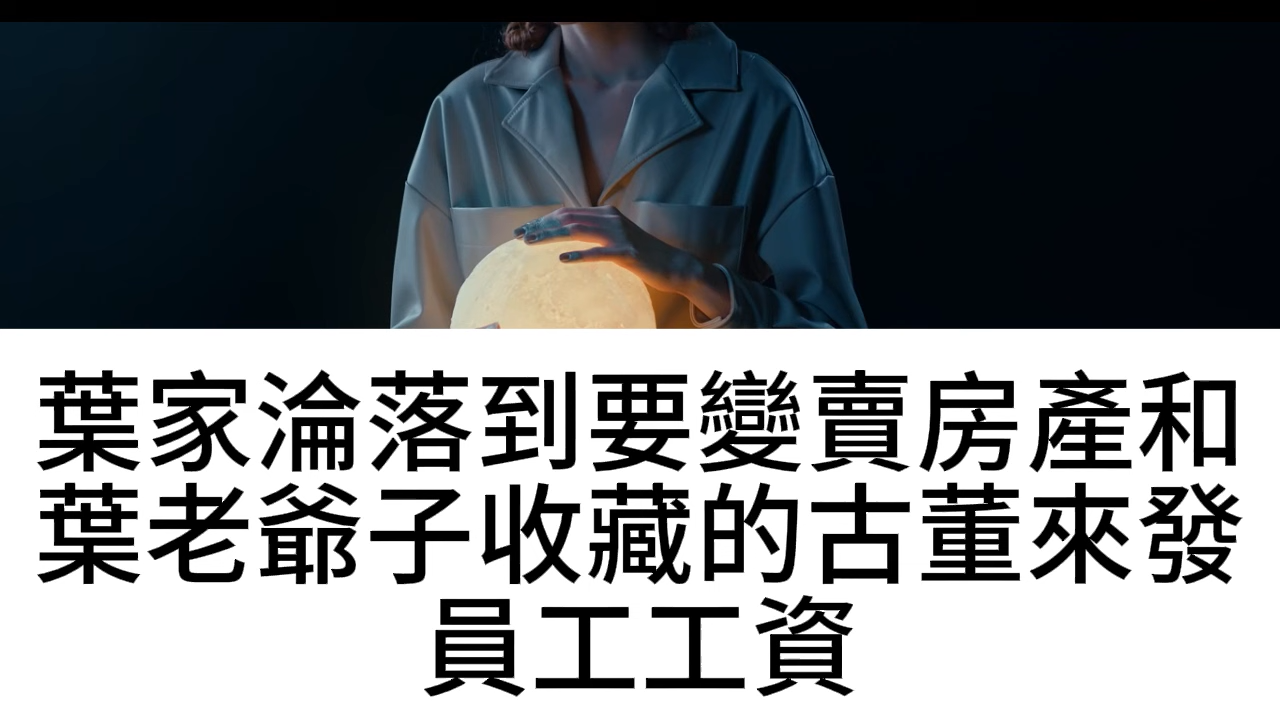 葉家淪落到要變賣房產和
葉老爺子收藏的古董來發
員工工資